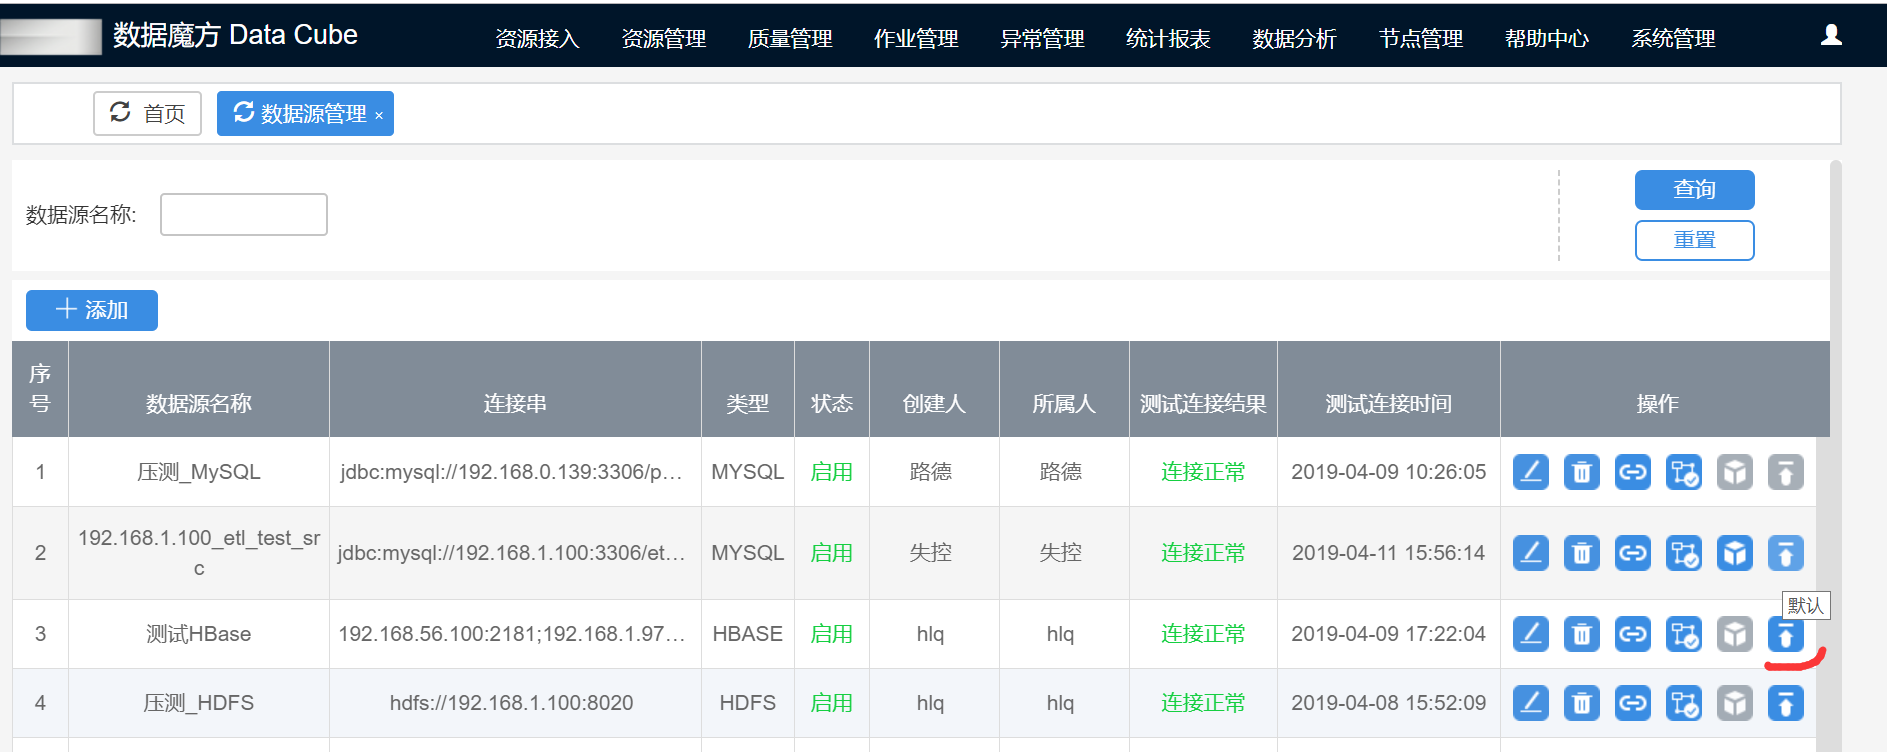 数据魔方 Data Cube
资源接入 资源管理 质量管理 作业管理 异常管理 统计报表 数据分析 节点管理 帮助中心 系统管理
首页 数据源管理 ×
数据源名称:
查询
重置
+ 添加
序号 数据源名称 连接串 类型 状态 创建人 所属人 测试连接结果 测试连接时间 操作
1 压测_MySQL jdbc:mysql://192.168.0.139:3306/p... MYSQL 启用 路德 路德 连接正常 2019-04-09 10:26:05
2 192.168.1.100_etl_test_src jdbc:mysql://192.168.1.100:3306/et... MYSQL 启用 失控 失控 连接正常 2019-04-11 15:56:14
默认
3 测试HBase 192.168.56.100:2181;192.168.1.97... HBASE 启用 hlq hlq 连接正常 2019-04-09 17:22:04
4 压测_HDFS hdfs://192.168.1.100:8020 HDFS 启用 hlq hlq 连接正常 2019-04-08 15:52:09